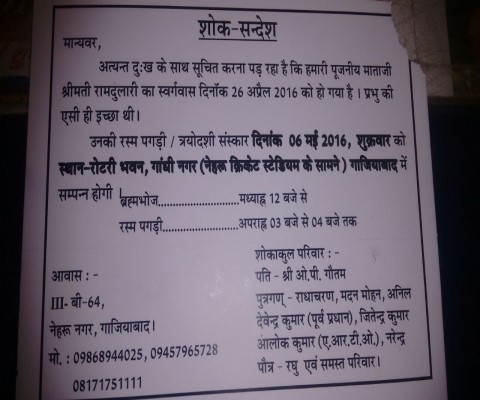 शोक-सन्देश
मान्यवर,
अत्यन्त दुःख के साथ सूचित करना पड़ रहा है कि हमारी पूजनीय माताजी
श्रीमती रामदुंलारी का स्वर्गवास दिनाँक 26 अप्रैल 2016 को हो गया है । प्रभु की
एसी ही इच्छा थी।
उनकी रस्म पगड़ी / त्रयोदशी संस्कार दिनांक 06 मई 2016, शुक्रवार को
स्थान-रोटरी भवन, गांधी नगर (नेहरू क्रिकेट स्टेडियम के सामने) गाजियाबाद में
सम्पन्न होगी।
ब्रह्मभोज..............................मध्याह्न 12 बजे से
रस्म पगड़ी............................अपराह्न 03 बजे से 04 बजे तक
आवास : -
III- बी-64,
नेहरू नगर, गाजियाबाद।
मो. : 09868944025, 09457965728
08171751111
शोकाकुल परिवार : -
पति - श्री ओ.पी. गौतम
पुत्रगण - राधाचरण, मदन मोहन, अनिल
देवेन्द्र कुमार (पूर्व प्रधान), जितेन्द्र कुमार
आलोक कुमार (ए.आर.टी.ओ.), नरेन्द्र
पौत्र - रघु एवं समस्त परिवार।